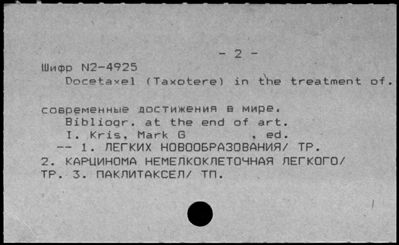 - 2 -
Шифр N2-4925
Docetaxel (Taxotere) in the treatment of.
современные достижения в мире.
Bibliogr. at the end of art.
I. Kris, Mark G , ed.
-- 1. ЛЕГКИХ НОВООБРАЗОВАНИЯ/ ТР.
2. КАРЦИНОМА НЕМЕЛКОКЛЕТОЧНАЯ ЛЕГКОГО/
ТР. 3. ПАКЛИТАКСЕЛ/ ТП.